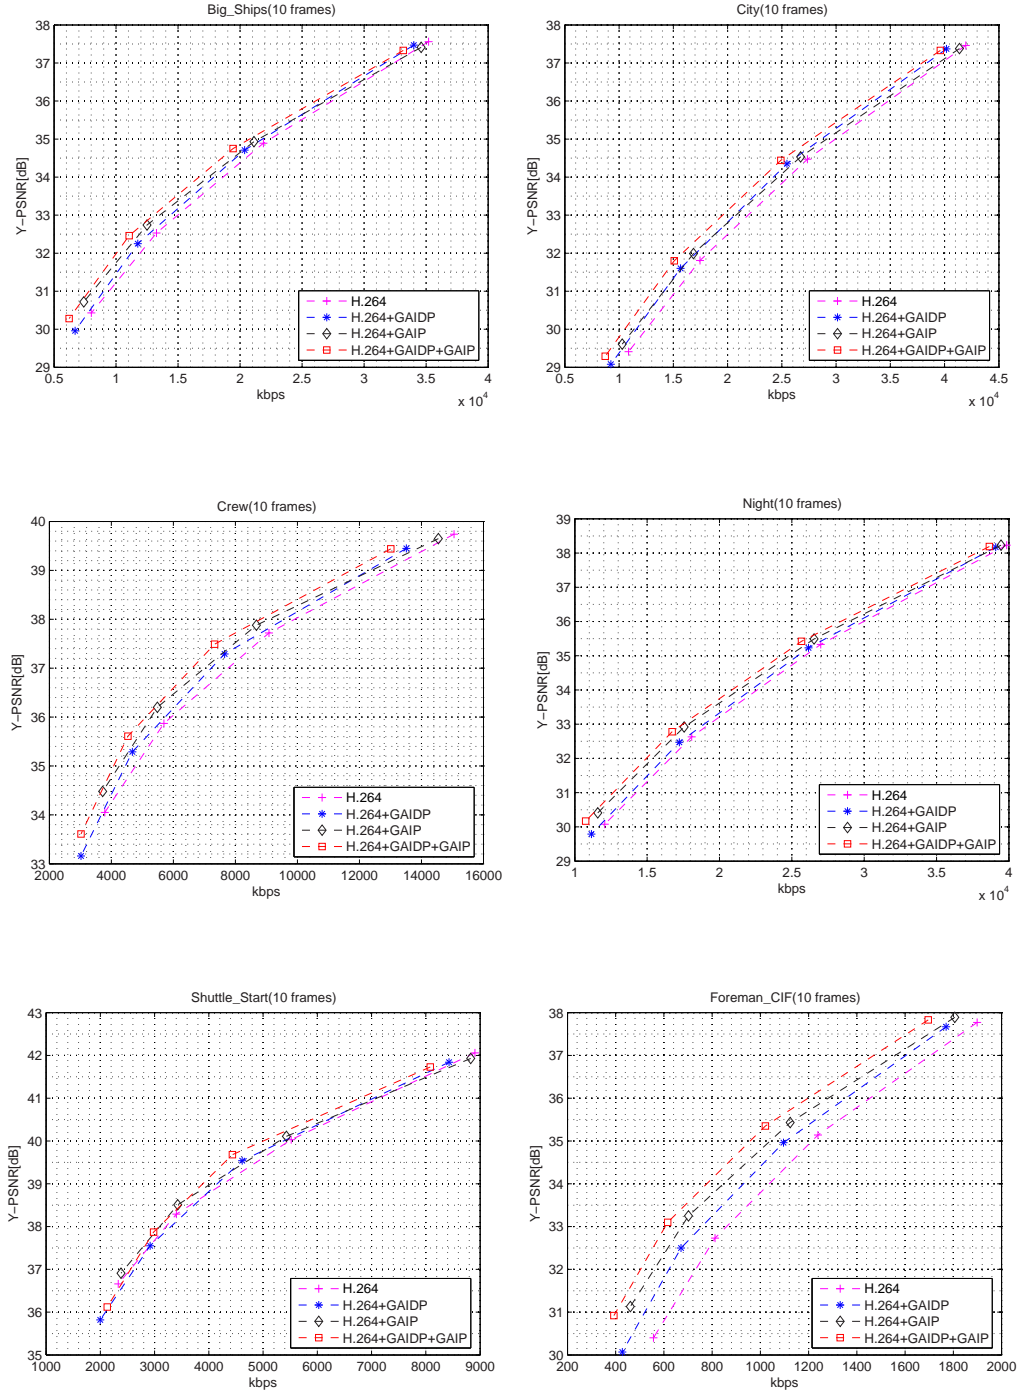 Big_Ships(10 frames)
38
37
36
35
34
33
32
31
30
29
Y−PSNR[dB]
0.5 1 1.5 2 2.5 3 3.5 4
kbps
x 10^4
H.264
H.264+GAIDP
H.264+GAIP
H.264+GAIDP+GAIP
City(10 frames)
38
37
36
35
34
33
32
31
30
29
Y−PSNR[dB]
0.5 1 1.5 2 2.5 3 3.5 4 4.5
kbps
x 10^4
H.264
H.264+GAIDP
H.264+GAIP
H.264+GAIDP+GAIP
Crew(10 frames)
40
39
38
37
36
35
34
33
Y−PSNR[dB]
2000 4000 6000 8000 10000 12000 14000 16000
kbps
H.264
H.264+GAIDP
H.264+GAIP
H.264+GAIDP+GAIP
Night(10 frames)
39
38
37
36
35
34
33
32
31
30
29
Y−PSNR[dB]
1 1.5 2 2.5 3 3.5 4
kbps
x 10^4
H.264
H.264+GAIDP
H.264+GAIP
H.264+GAIDP+GAIP
Shuttle_Start(10 frames)
43
42
41
40
39
38
37
36
35
Y−PSNR[dB]
1000 2000 3000 4000 5000 6000 7000 8000 9000
kbps
H.264
H.264+GAIDP
H.264+GAIP
H.264+GAIDP+GAIP
Foreman_CIF(10 frames)
38
37
36
35
34
33
32
31
30
Y−PSNR[dB]
200 400 600 800 1000 1200 1400 1600 1800 2000
kbps
H.264
H.264+GAIDP
H.264+GAIP
H.264+GAIDP+GAIP